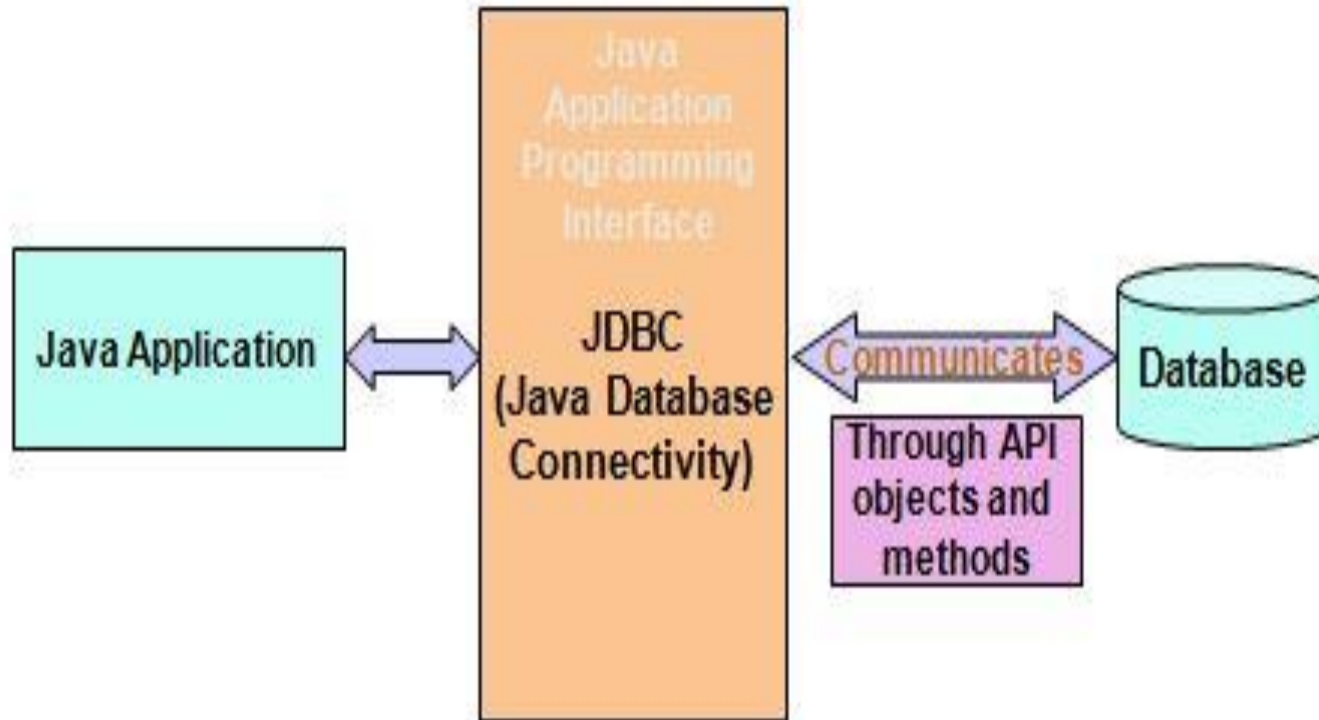 Java
Application
Programming
Interface
Java Application
JDBC
(Java Database
Connectivity)
Communicates
Through API
objects and
methods
Database